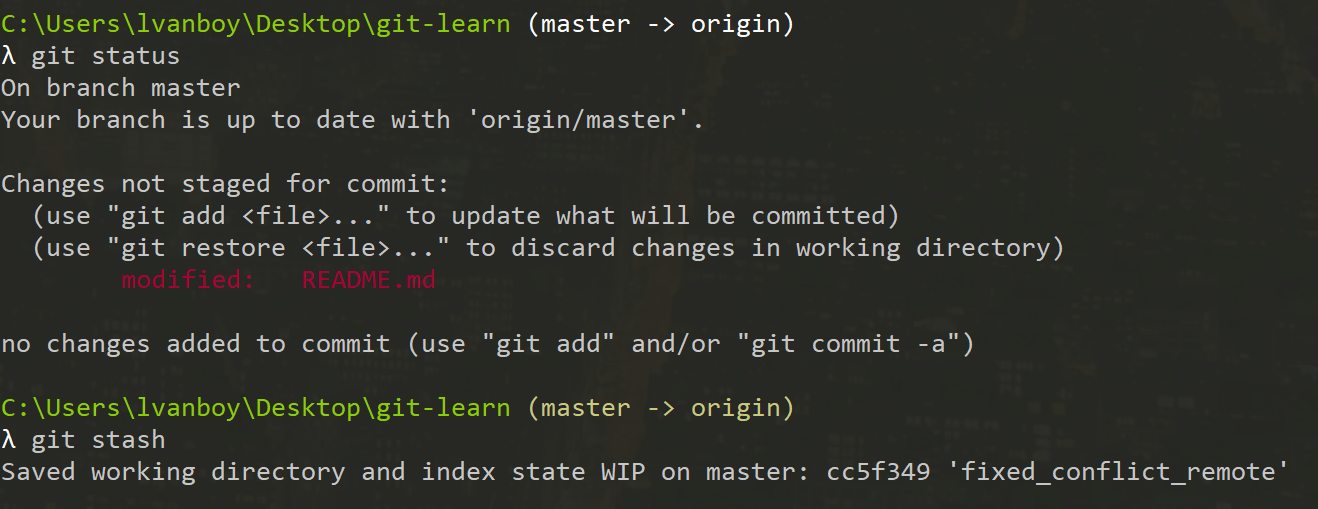 C:\Users\lvanboy\Desktop\git-learn (master -> origin)
λ git status
On branch master
Your branch is up to date with 'origin/master'.
Changes not staged for commit:
  (use "git add <file>..." to update what will be committed)
  (use "git restore <file>..." to discard changes in working directory)
        modified:   README.md
no changes added to commit (use "git add" and/or "git commit -a")
C:\Users\lvanboy\Desktop\git-learn (master -> origin)
λ git stash
Saved working directory and index state WIP on master: cc5f349 'fixed_conflict_remote'